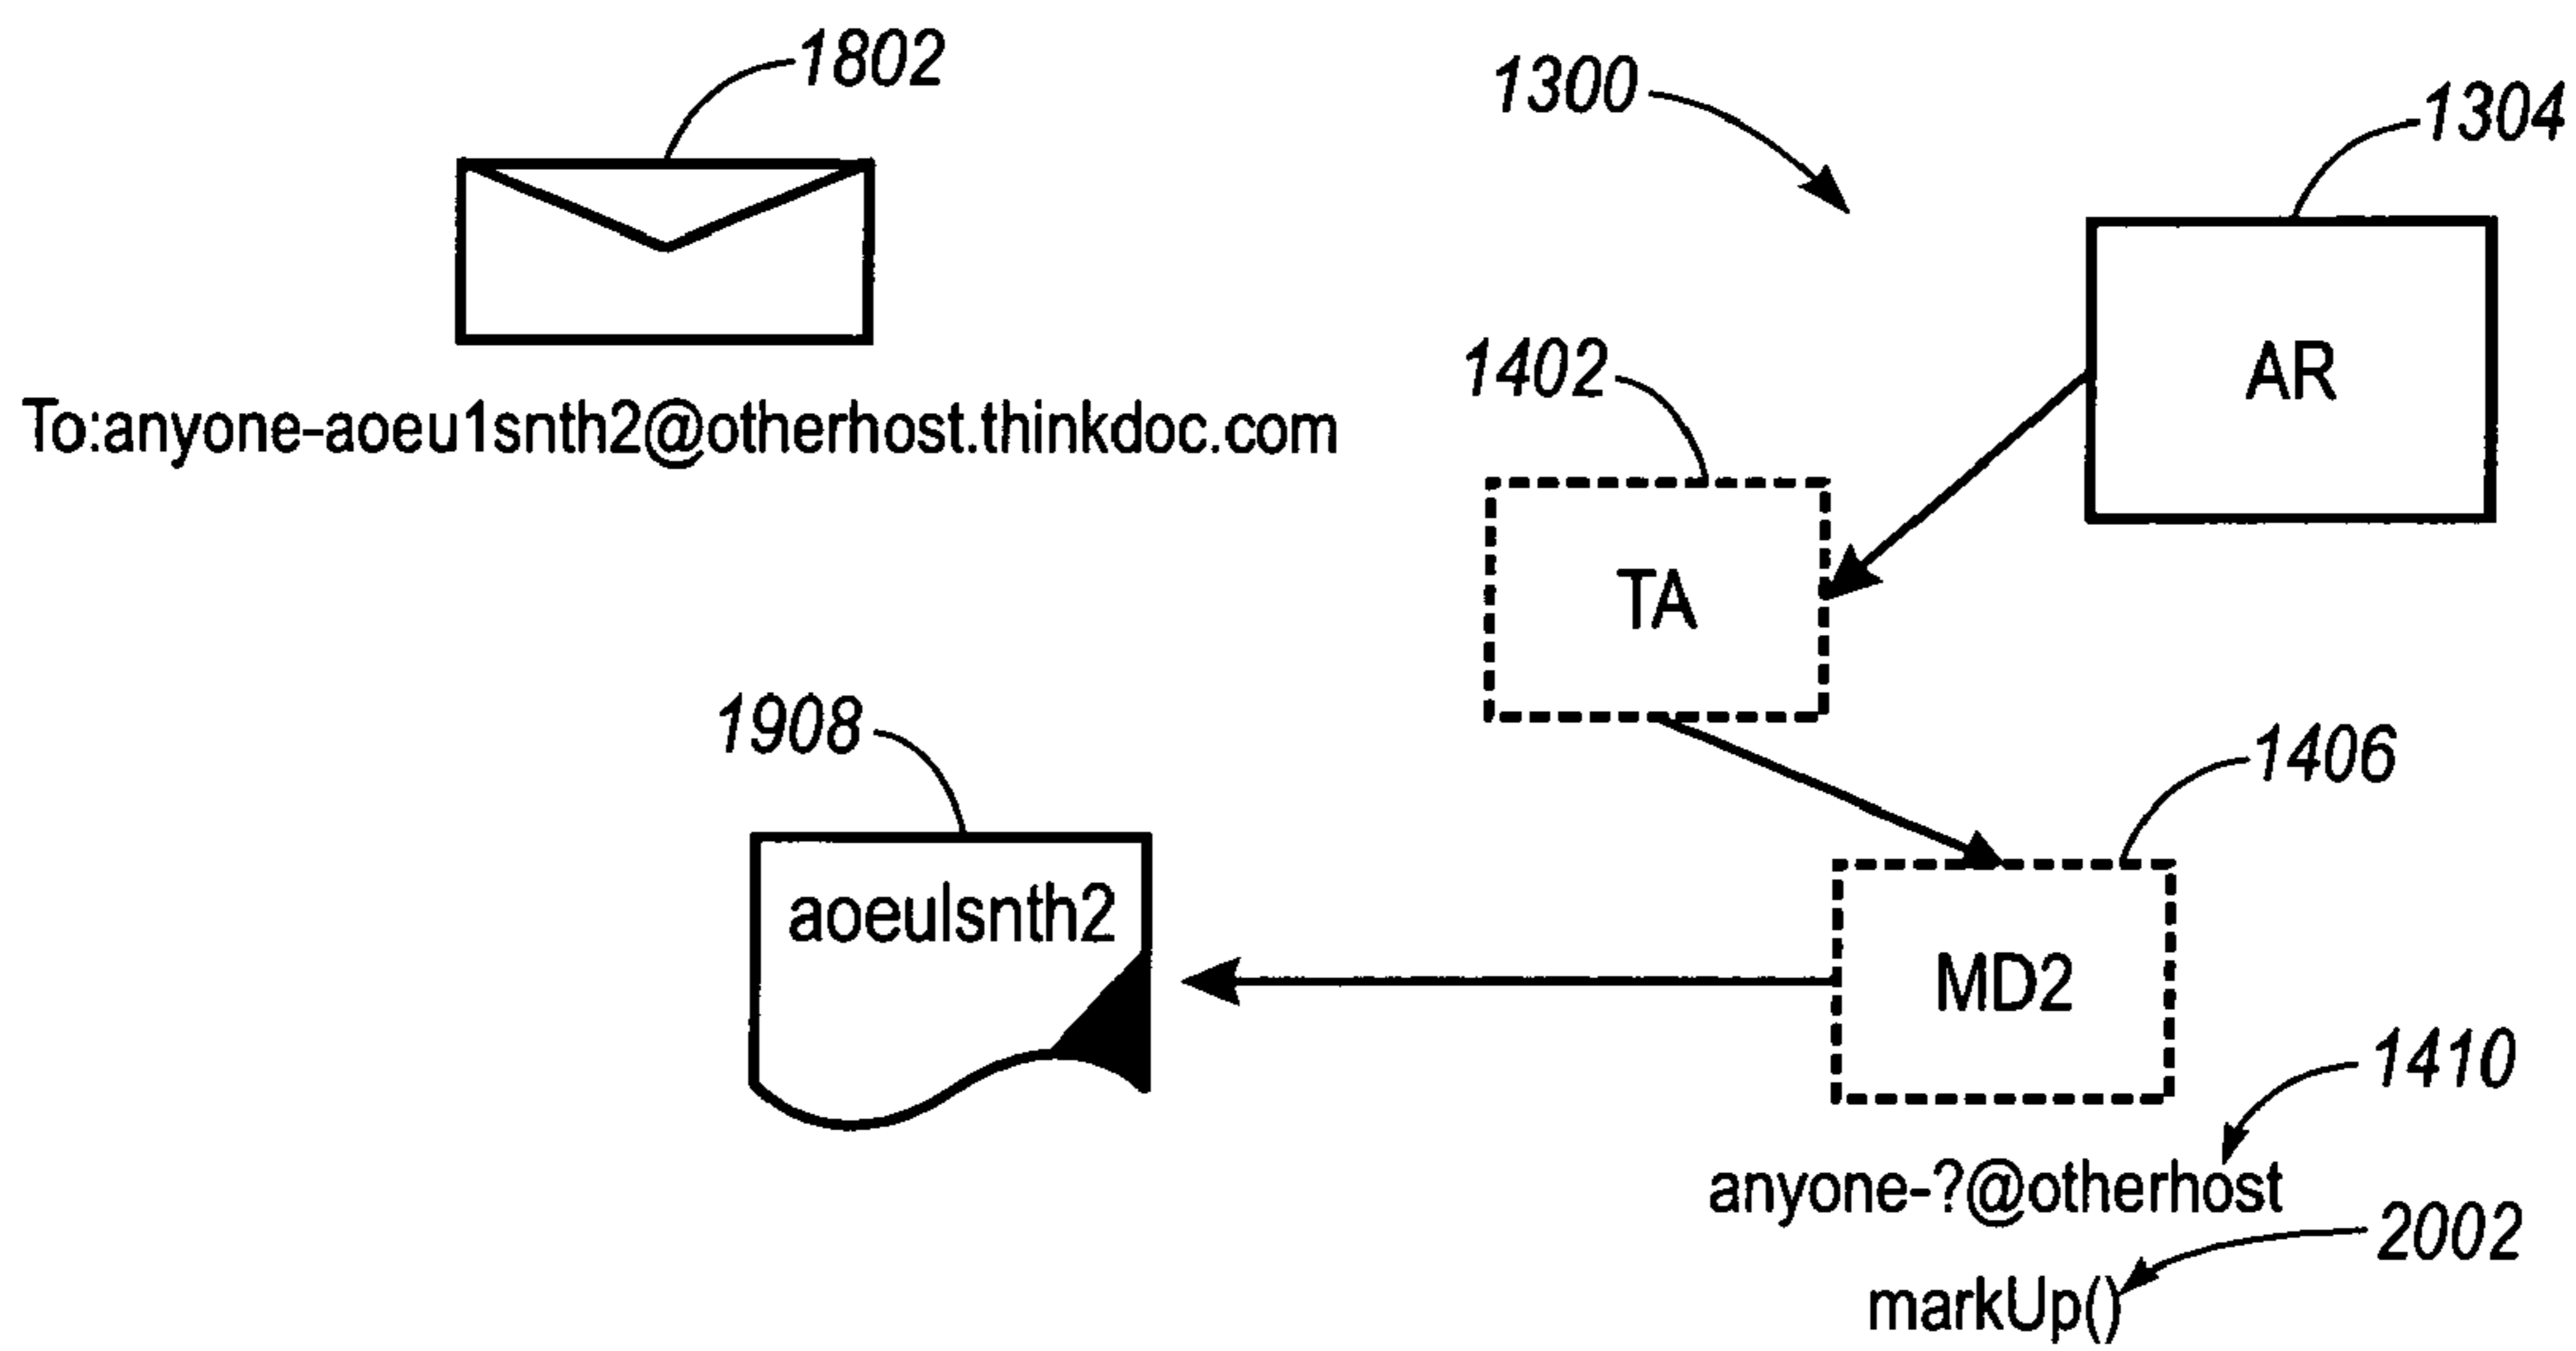 1802
1300
1304
To:anyone-aoeu1snth2@otherhost.thinkdoc.com
1402
AR
TA
1908
1406
aoeulsnth2
MD2
1410
anyone-?@otherhost
2002
markUp()